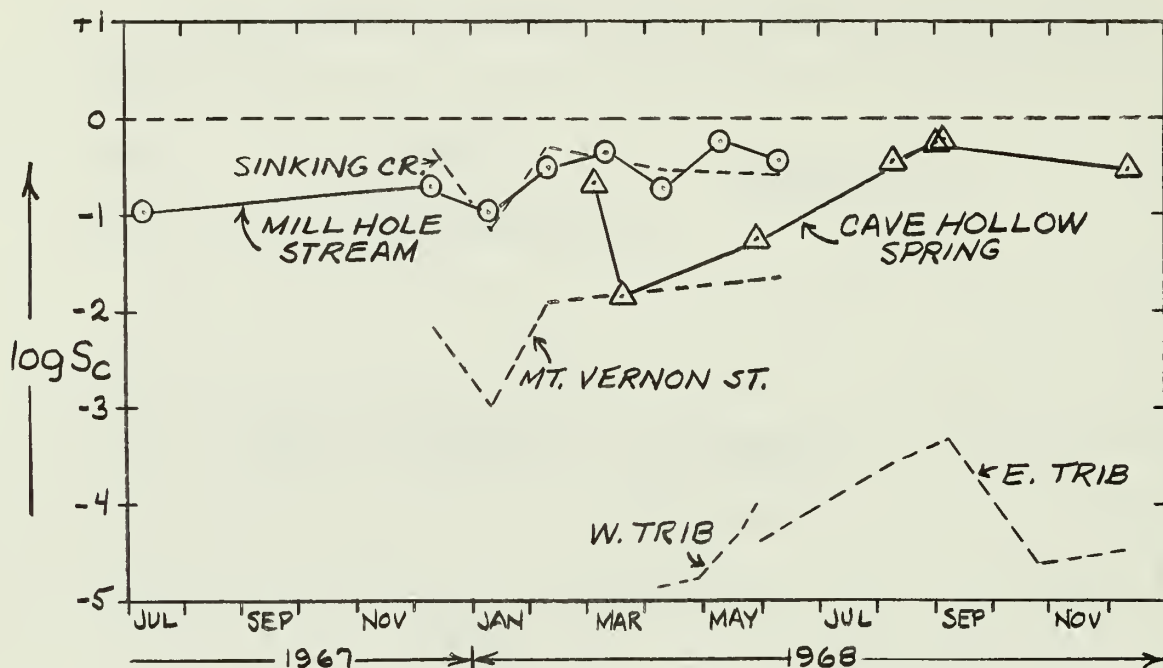 +1
0
-1
-2
-3
-4
-5
log Sc
SINKING CR.
MILL HOLE
STREAM
CAVE HOLLOW
SPRING
MT. VERNON ST.
W. TRIB
E. TRIB
JUL SEP NOV JAN MAR MAY JUL SEP NOV
1967 1968